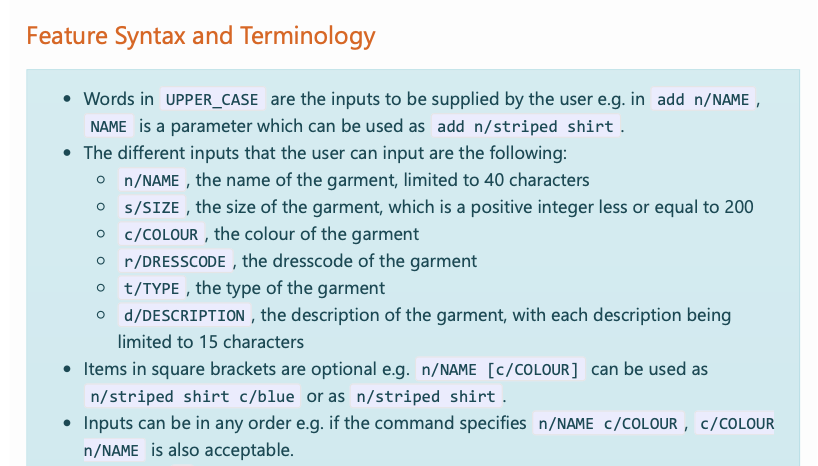 Feature Syntax and Terminology
• Words in UPPER_CASE are the inputs to be supplied by the user e.g. in add n/NAME ,
NAME is a parameter which can be used as add n/striped shirt .
• The different inputs that the user can input are the following:
○ n/NAME , the name of the garment, limited to 40 characters
○ s/SIZE , the size of the garment, which is a positive integer less or equal to 200
○ c/COLOUR , the colour of the garment
○ r/DRESSCODE , the dresscode of the garment
○ t/TYPE , the type of the garment
○ d/DESCRIPTION , the description of the garment, with each description being
limited to 15 characters
• Items in square brackets are optional e.g. n/NAME [c/COLOUR] can be used as
n/striped shirt c/blue or as n/striped shirt .
• Inputs can be in any order e.g. if the command specifies n/NAME c/COLOUR , c/COLOUR
n/NAME is also acceptable.